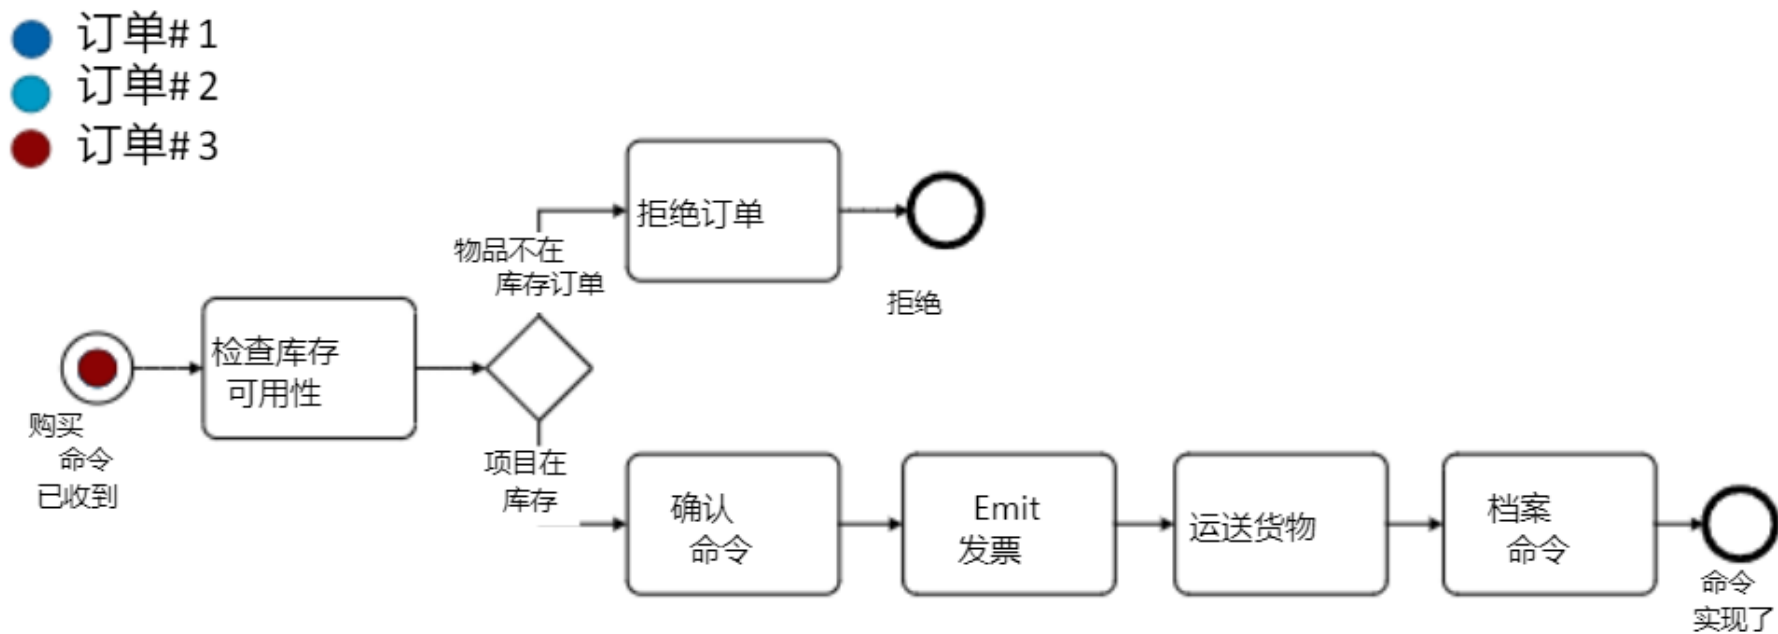 订单#1
订单#2
订单#3
拒绝订单
物品不在
库存订单
拒绝
检查库存
可用性
购买
命令
已收到
项目在
库存
确认
命令
Emit
发票
运送货物
档案
命令
命令
实现了